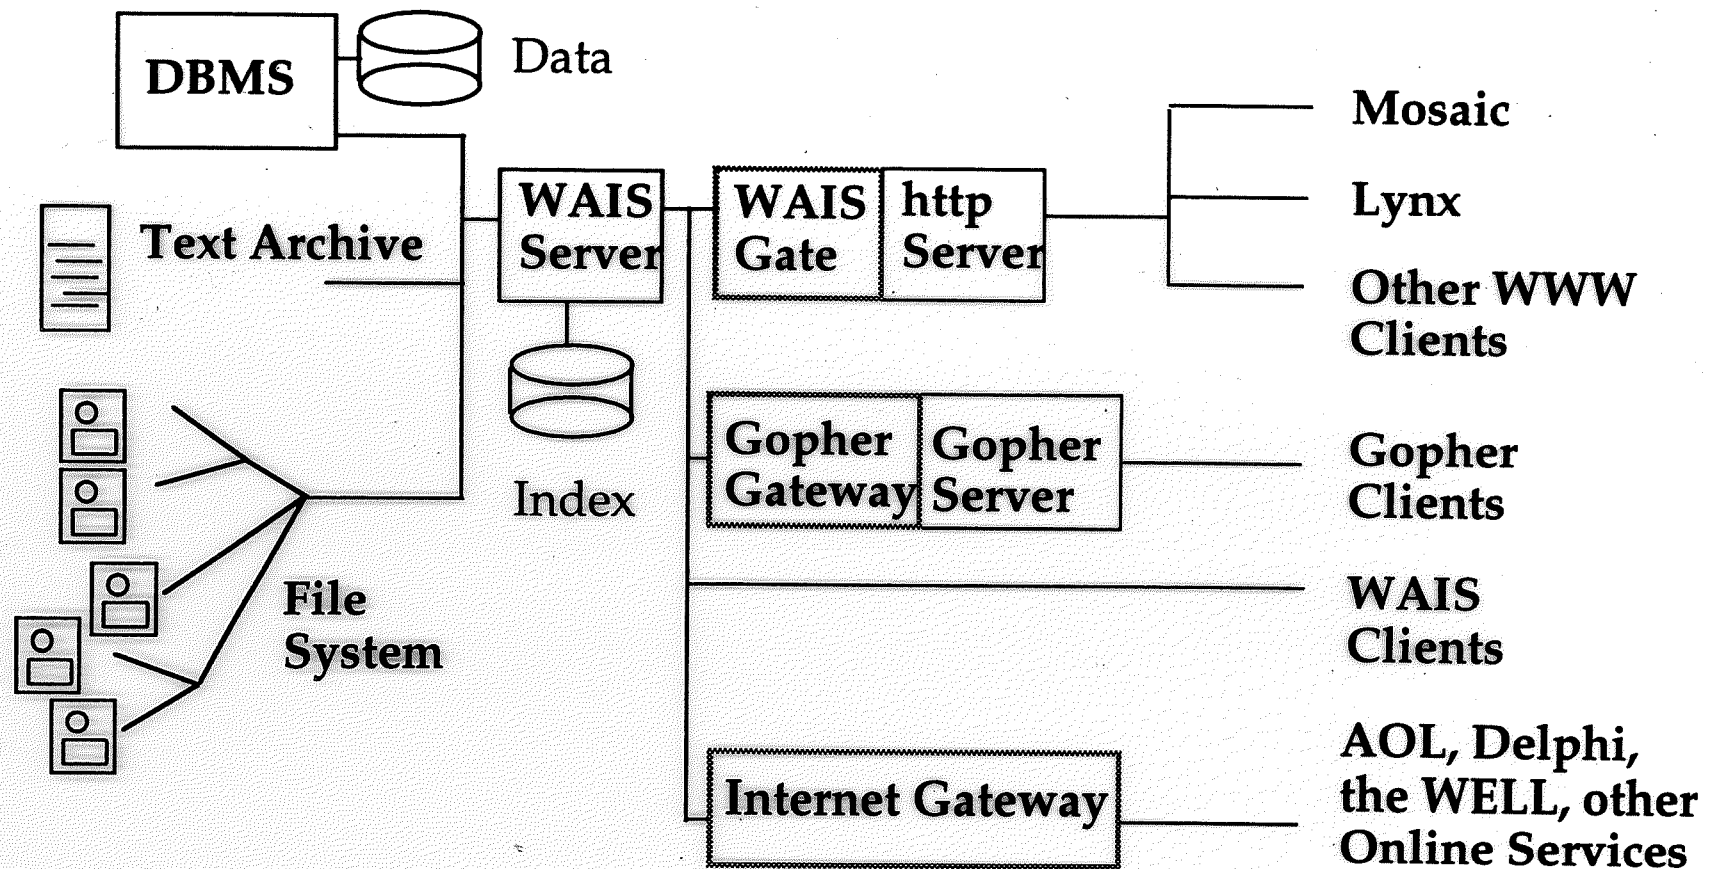 DBMS
Data
Text Archive
WAIS
Server
Index
File
System
WAIS
Gate
http
Server
Gopher
Gateway
Gopher
Server
Internet Gateway
Mosaic
Lynx
Other WWW
Clients
Gopher
Clients
WAIS
Clients
AOL, Delphi,
the WELL, other
Online Services